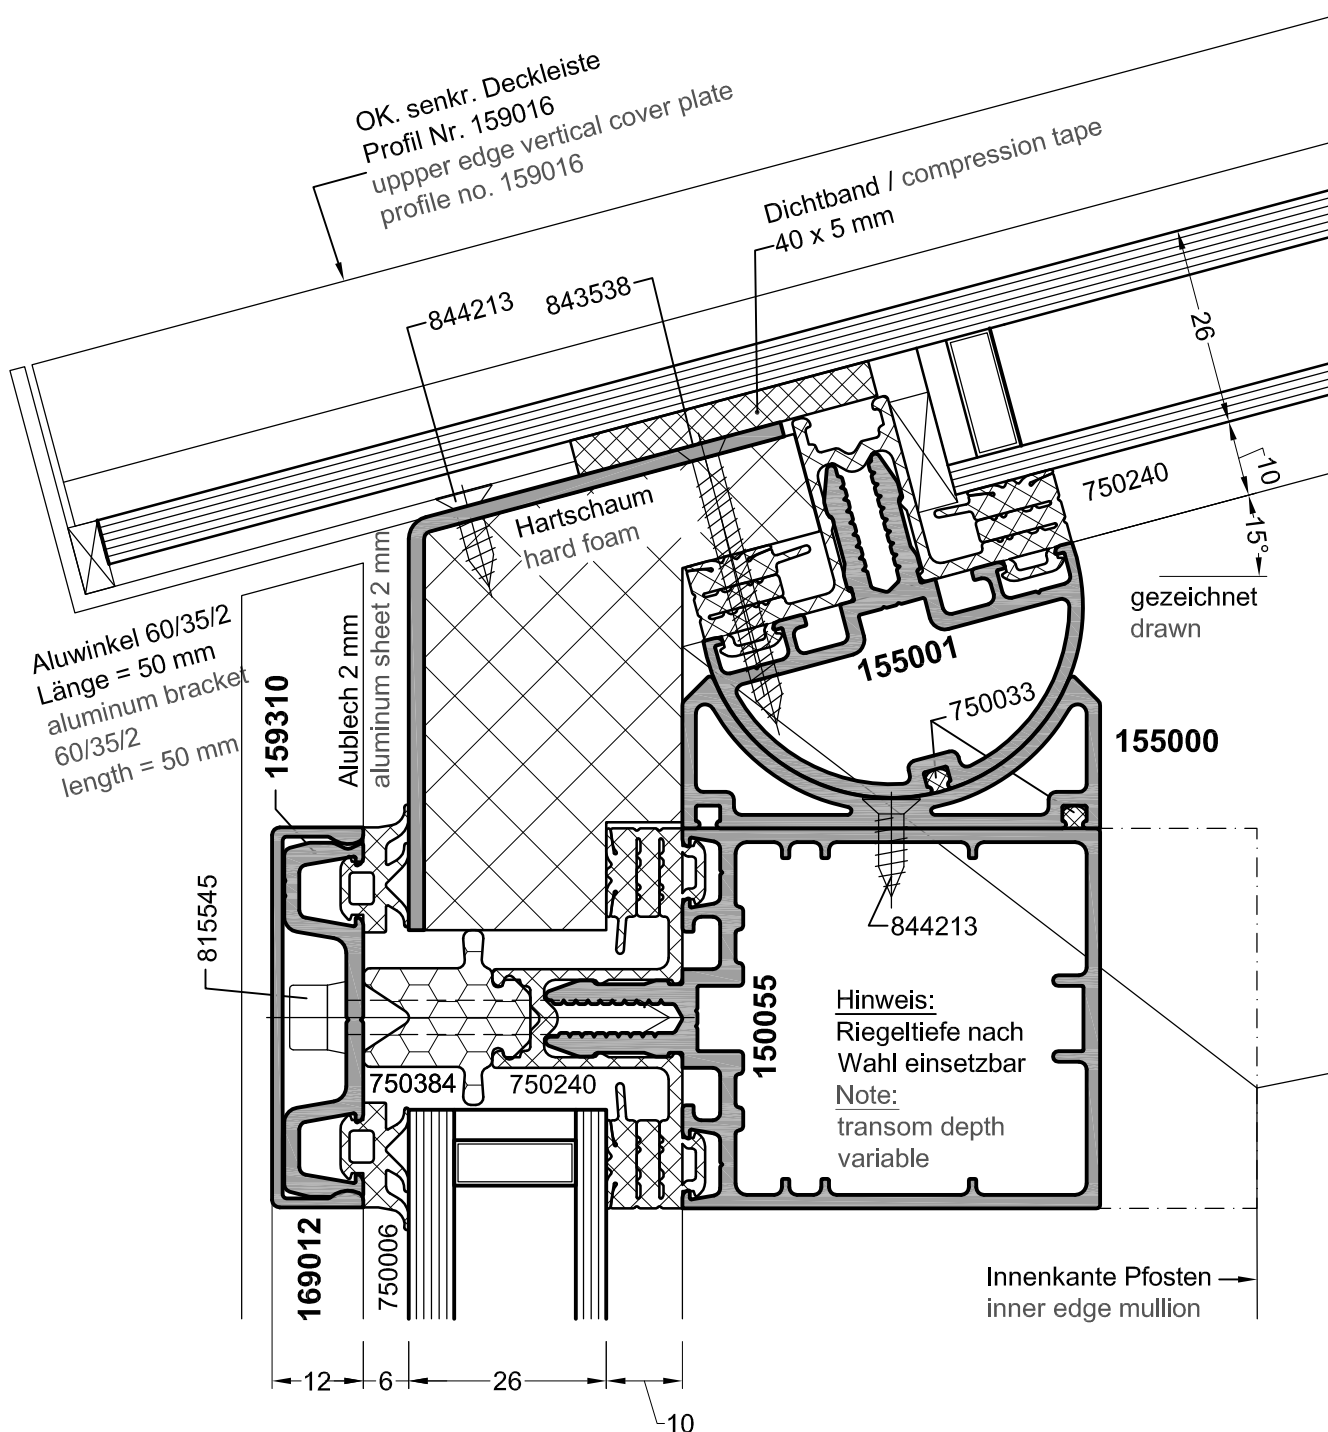 OK. senkr. Deckleiste
Profil Nr. 159016
uppper edge vertical cover plate
profile no. 159016
Dichtband / compression tape
40 x 5 mm
844213
843538
26
10
750240
15°
gezeichnet
drawn
Hartschaum
hard foam
Aluwinkel 60/35/2
Länge = 50 mm
aluminum bracket
60/35/2
length = 50 mm
159310
Alublech 2 mm
aluminum sheet 2 mm
155001
750033
155000
815545
844213
150055
Hinweis:
Riegeltiefe nach
Wahl einsetzbar
Note:
transom depth
variable
750384
750240
169012
750006
Innenkante Pfosten
inner edge mullion
12
6
26
10